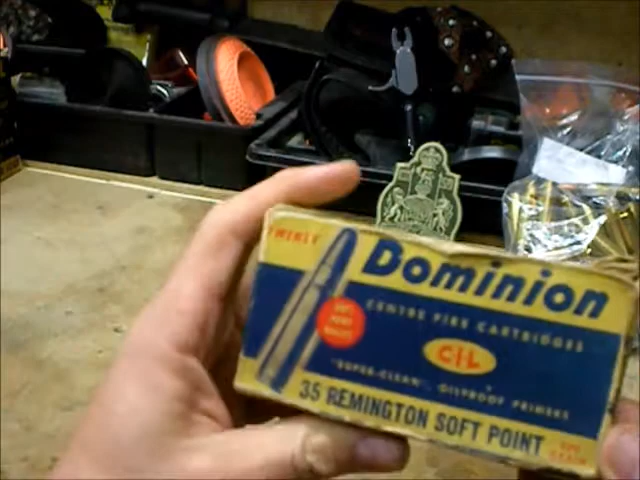 TWENTY
Dominion
CENTRE FIRE CARTRIDGES
CIL
"SUPER-CLEAN" OILPROOF PRIMERS
35 REMINGTON SOFT POINT